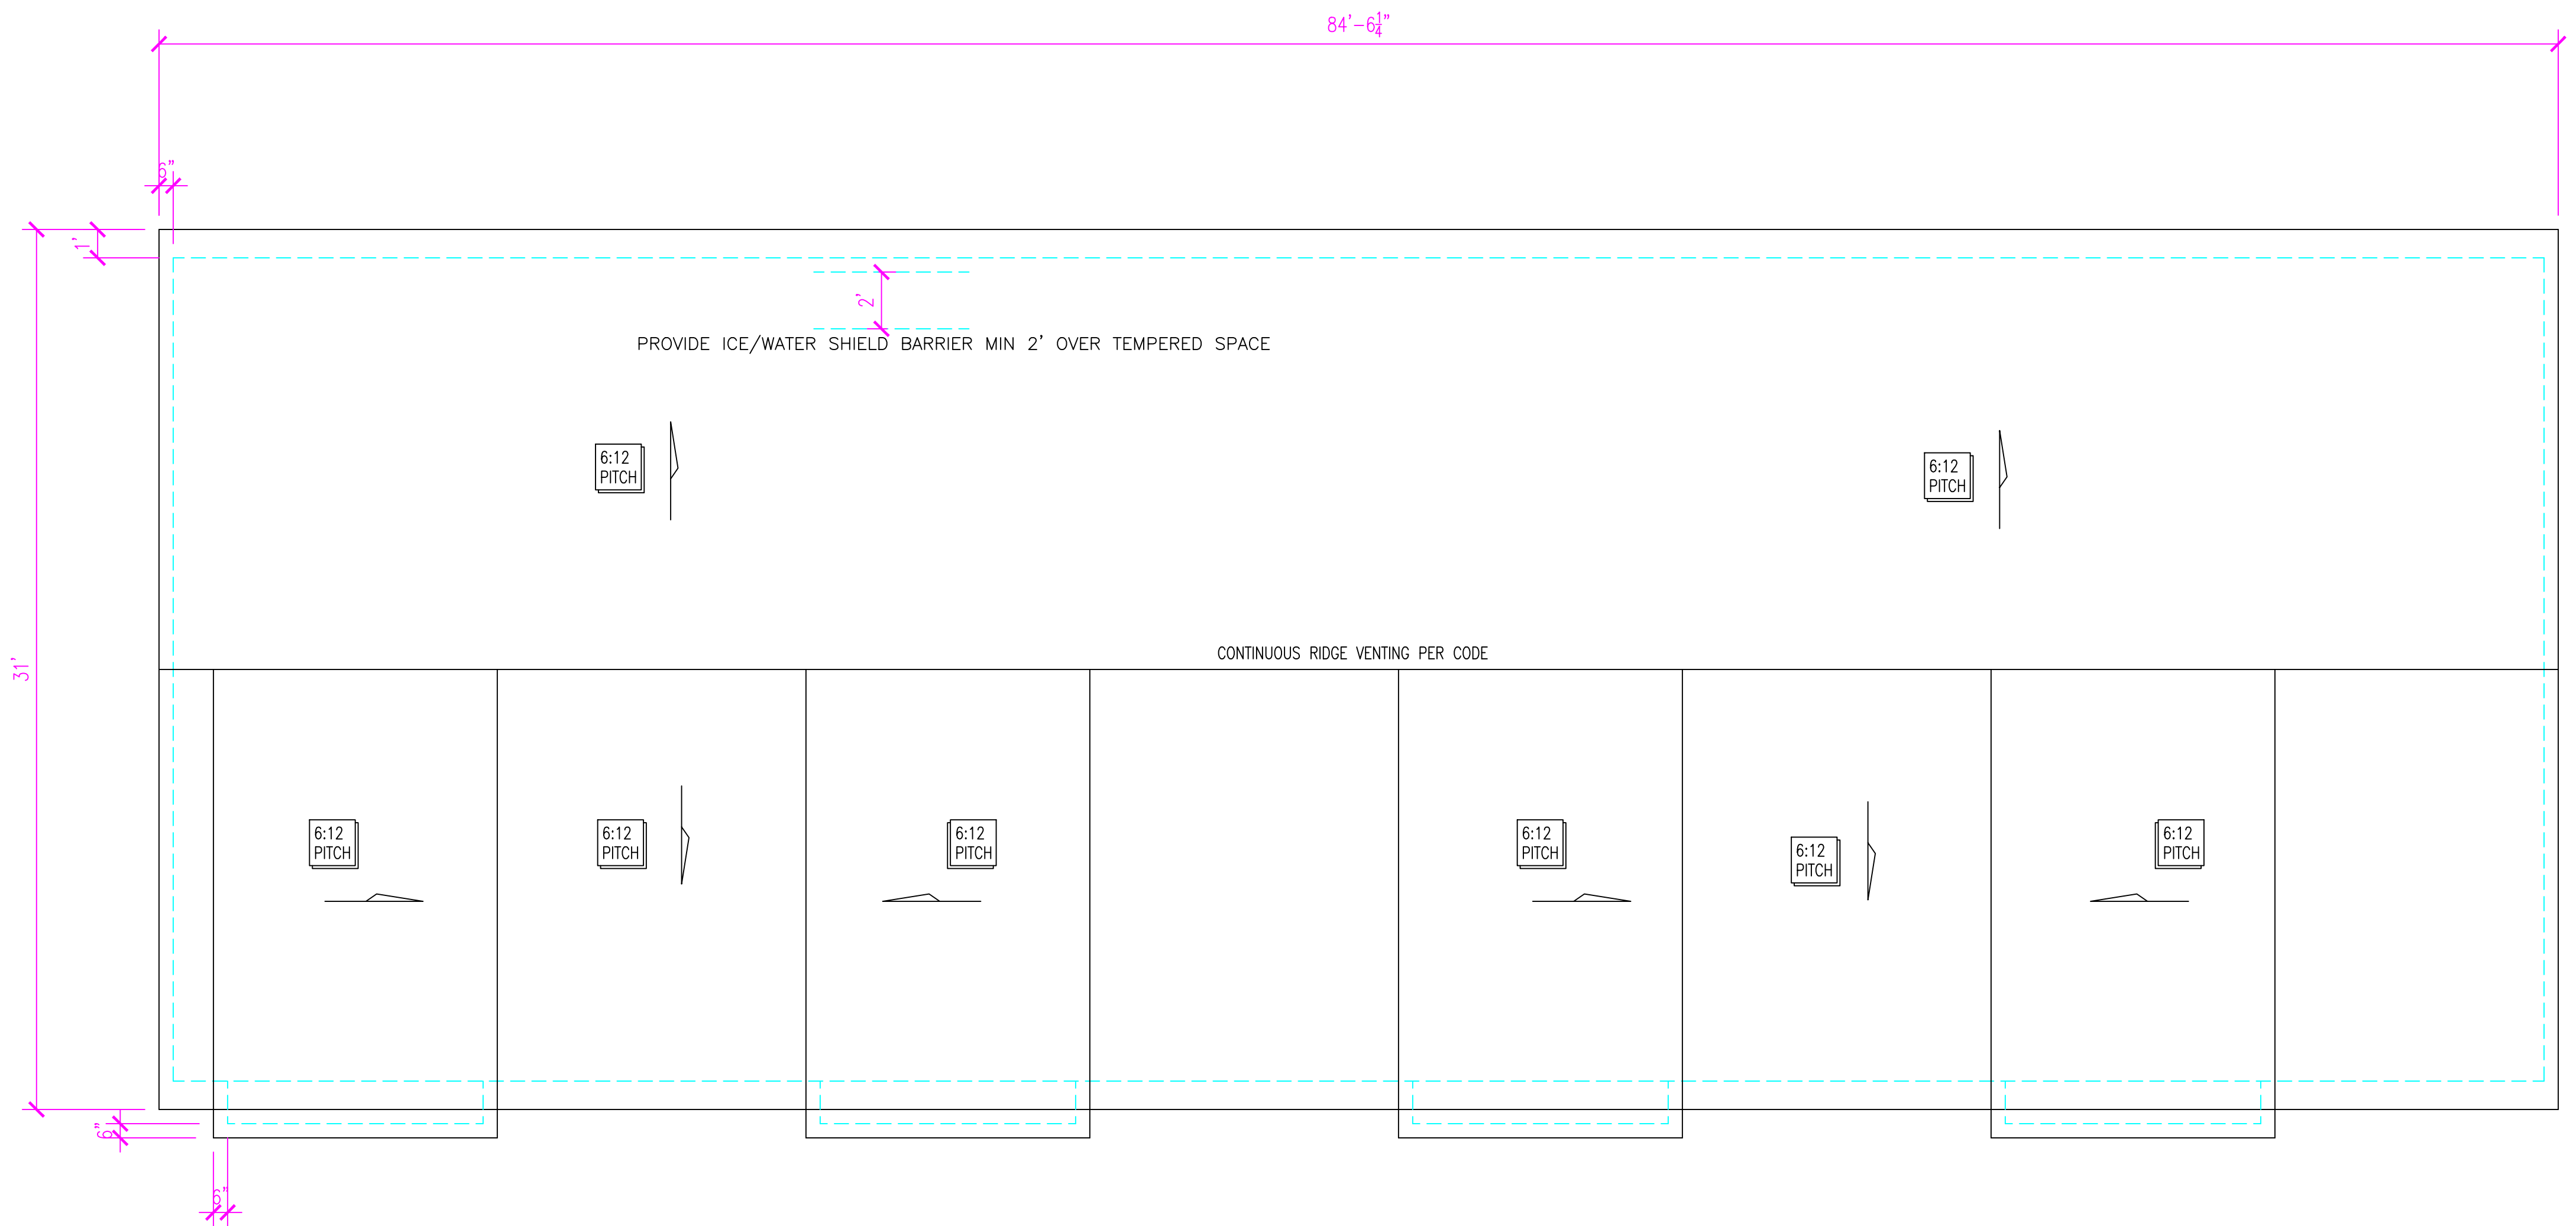 84'-6¼"
6"
1'
2'
PROVIDE ICE/WATER SHIELD BARRIER MIN 2' OVER TEMPERED SPACE
6:12
PITCH
6:12
PITCH
CONTINUOUS RIDGE VENTING PER CODE
31'
6:12
PITCH
6:12
PITCH
6:12
PITCH
6:12
PITCH
6:12
PITCH
6:12
PITCH
6"
6"